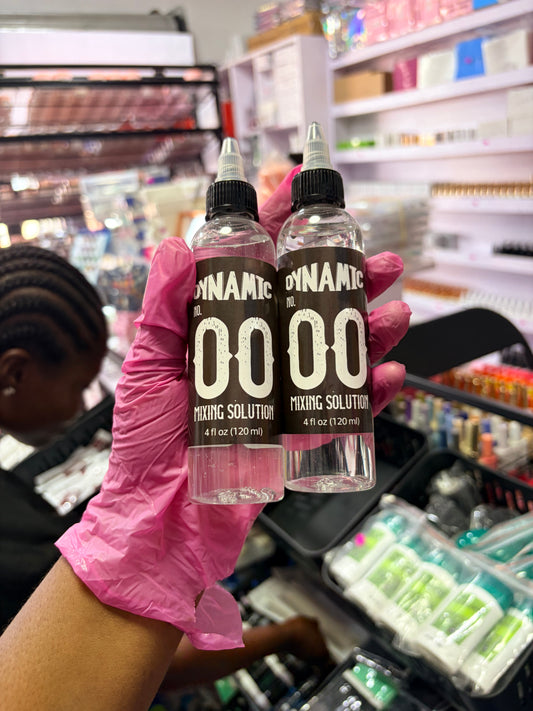 DYNAMIC
NO.
00
MIXING SOLUTION
4 fl oz (120 ml)
DYNAMIC
NO.
00
MIXING SOLUTION
4 fl oz (120 ml)